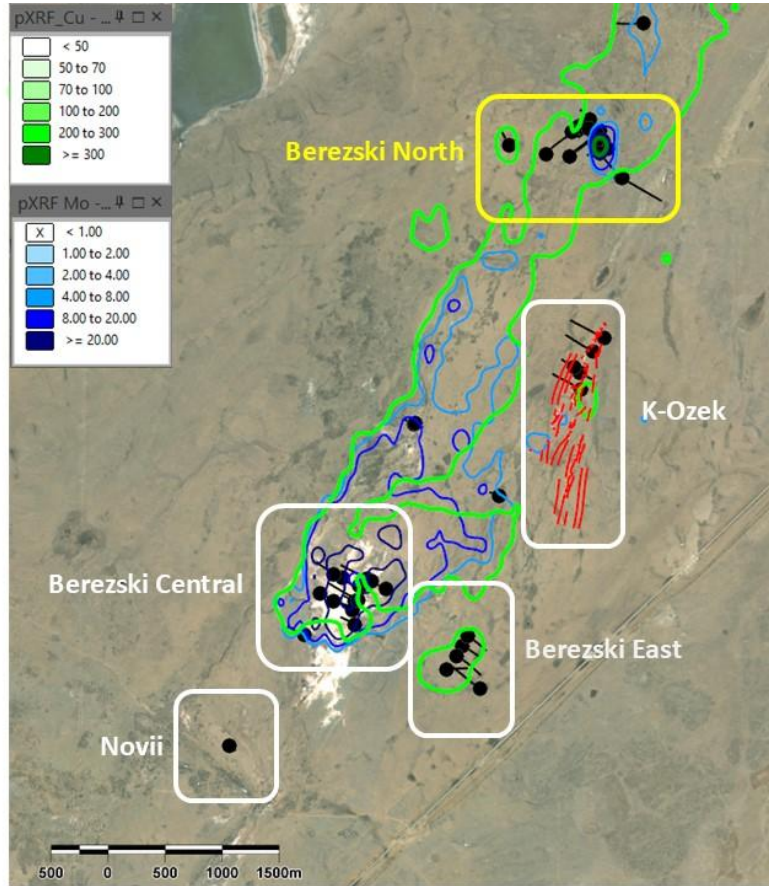 pXRF_Cu - ...
< 50
50 to 70
70 to 100
100 to 200
200 to 300
>= 300
pXRF Mo - ...
X < 1.00
1.00 to 2.00
2.00 to 4.00
4.00 to 8.00
8.00 to 20.00
>= 20.00
Berezski North
K-Ozek
Berezski Central
Berezski East
Novii
500 0 500 1000 1500m